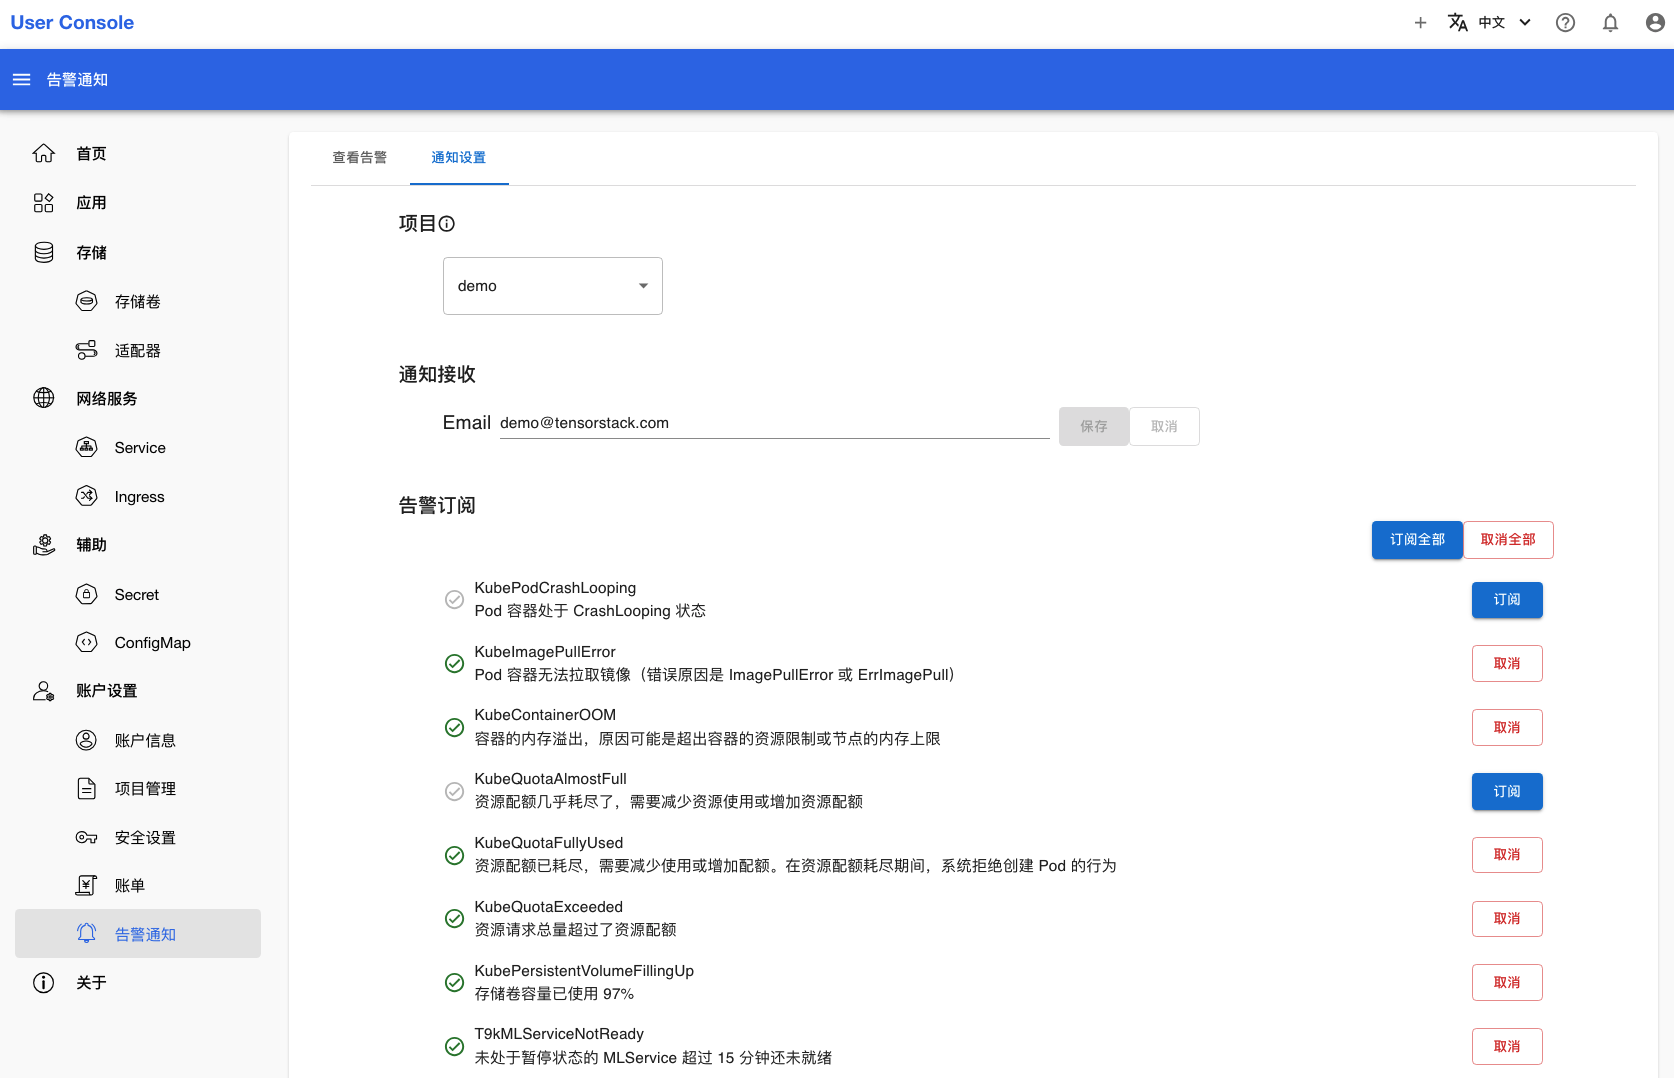 User Console
中文
告警通知
首页
应用
存储
存储卷
适配器
网络服务
Service
Ingress
辅助
Secret
ConfigMap
账户设置
账户信息
项目管理
安全设置
账单
告警通知
关于
查看告警
通知设置
项目
demo
通知接收
Email demo@tensorstack.com 保存 取消
告警订阅
订阅全部 取消全部
KubePodCrashLooping
Pod 容器处于 CrashLooping 状态
订阅
KubeImagePullError
Pod 容器无法拉取镜像（错误原因是 ImagePullError 或 ErrImagePull）
取消
KubeContainerOOM
容器的内存溢出，原因可能是超出容器的资源限制或节点的内存上限
取消
KubeQuotaAlmostFull
资源配额几乎耗尽了，需要减少资源使用或增加资源配额
订阅
KubeQuotaFullyUsed
资源配额已耗尽，需要减少使用或增加配额。在资源配额耗尽期间，系统拒绝创建 Pod 的行为
取消
KubeQuotaExceeded
资源请求总量超过了资源配额
取消
KubePersistentVolumeFillingUp
存储卷容量已使用 97%
取消
T9kMLServiceNotReady
未处于暂停状态的 MLService 超过 15 分钟还未就绪
取消